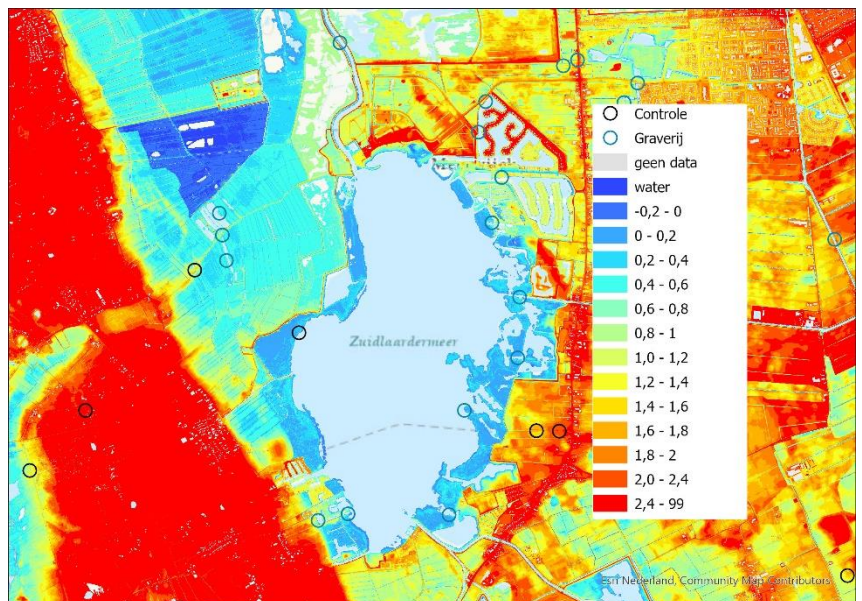 Zuidlaardermeer
Controle
Graverij
geen data
water
-0,2 - 0
0 - 0,2
0,2 - 0,4
0,4 - 0,6
0,6 - 0,8
0,8 - 1
1,0 - 1,2
1,2 - 1,4
1,4 - 1,6
1,6 - 1,8
1,8 - 2
2,0 - 2,4
2,4 - 99
Esri Nederland, Community Map Contributors